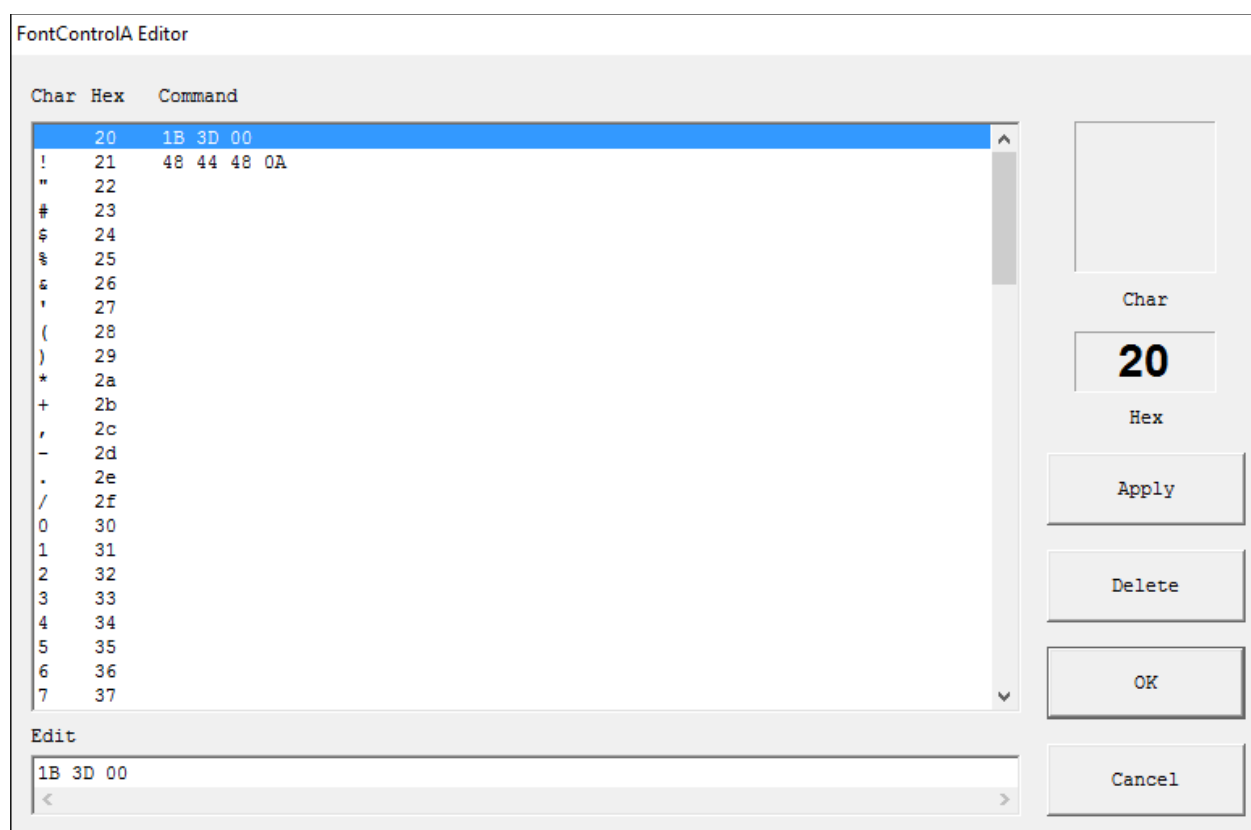 FontControlA Editor
Char Hex Command
20 1B 3D 00
! 21 48 44 48 0A
" 22
# 23
$ 24
% 25
& 26
' 27
( 28
) 29
* 2a
+ 2b
, 2c
- 2d
. 2e
/ 2f
0 30
1 31
2 32
3 33
4 34
5 35
6 36
7 37
Char
20
Hex
Apply
Delete
OK
Cancel
Edit
1B 3D 00